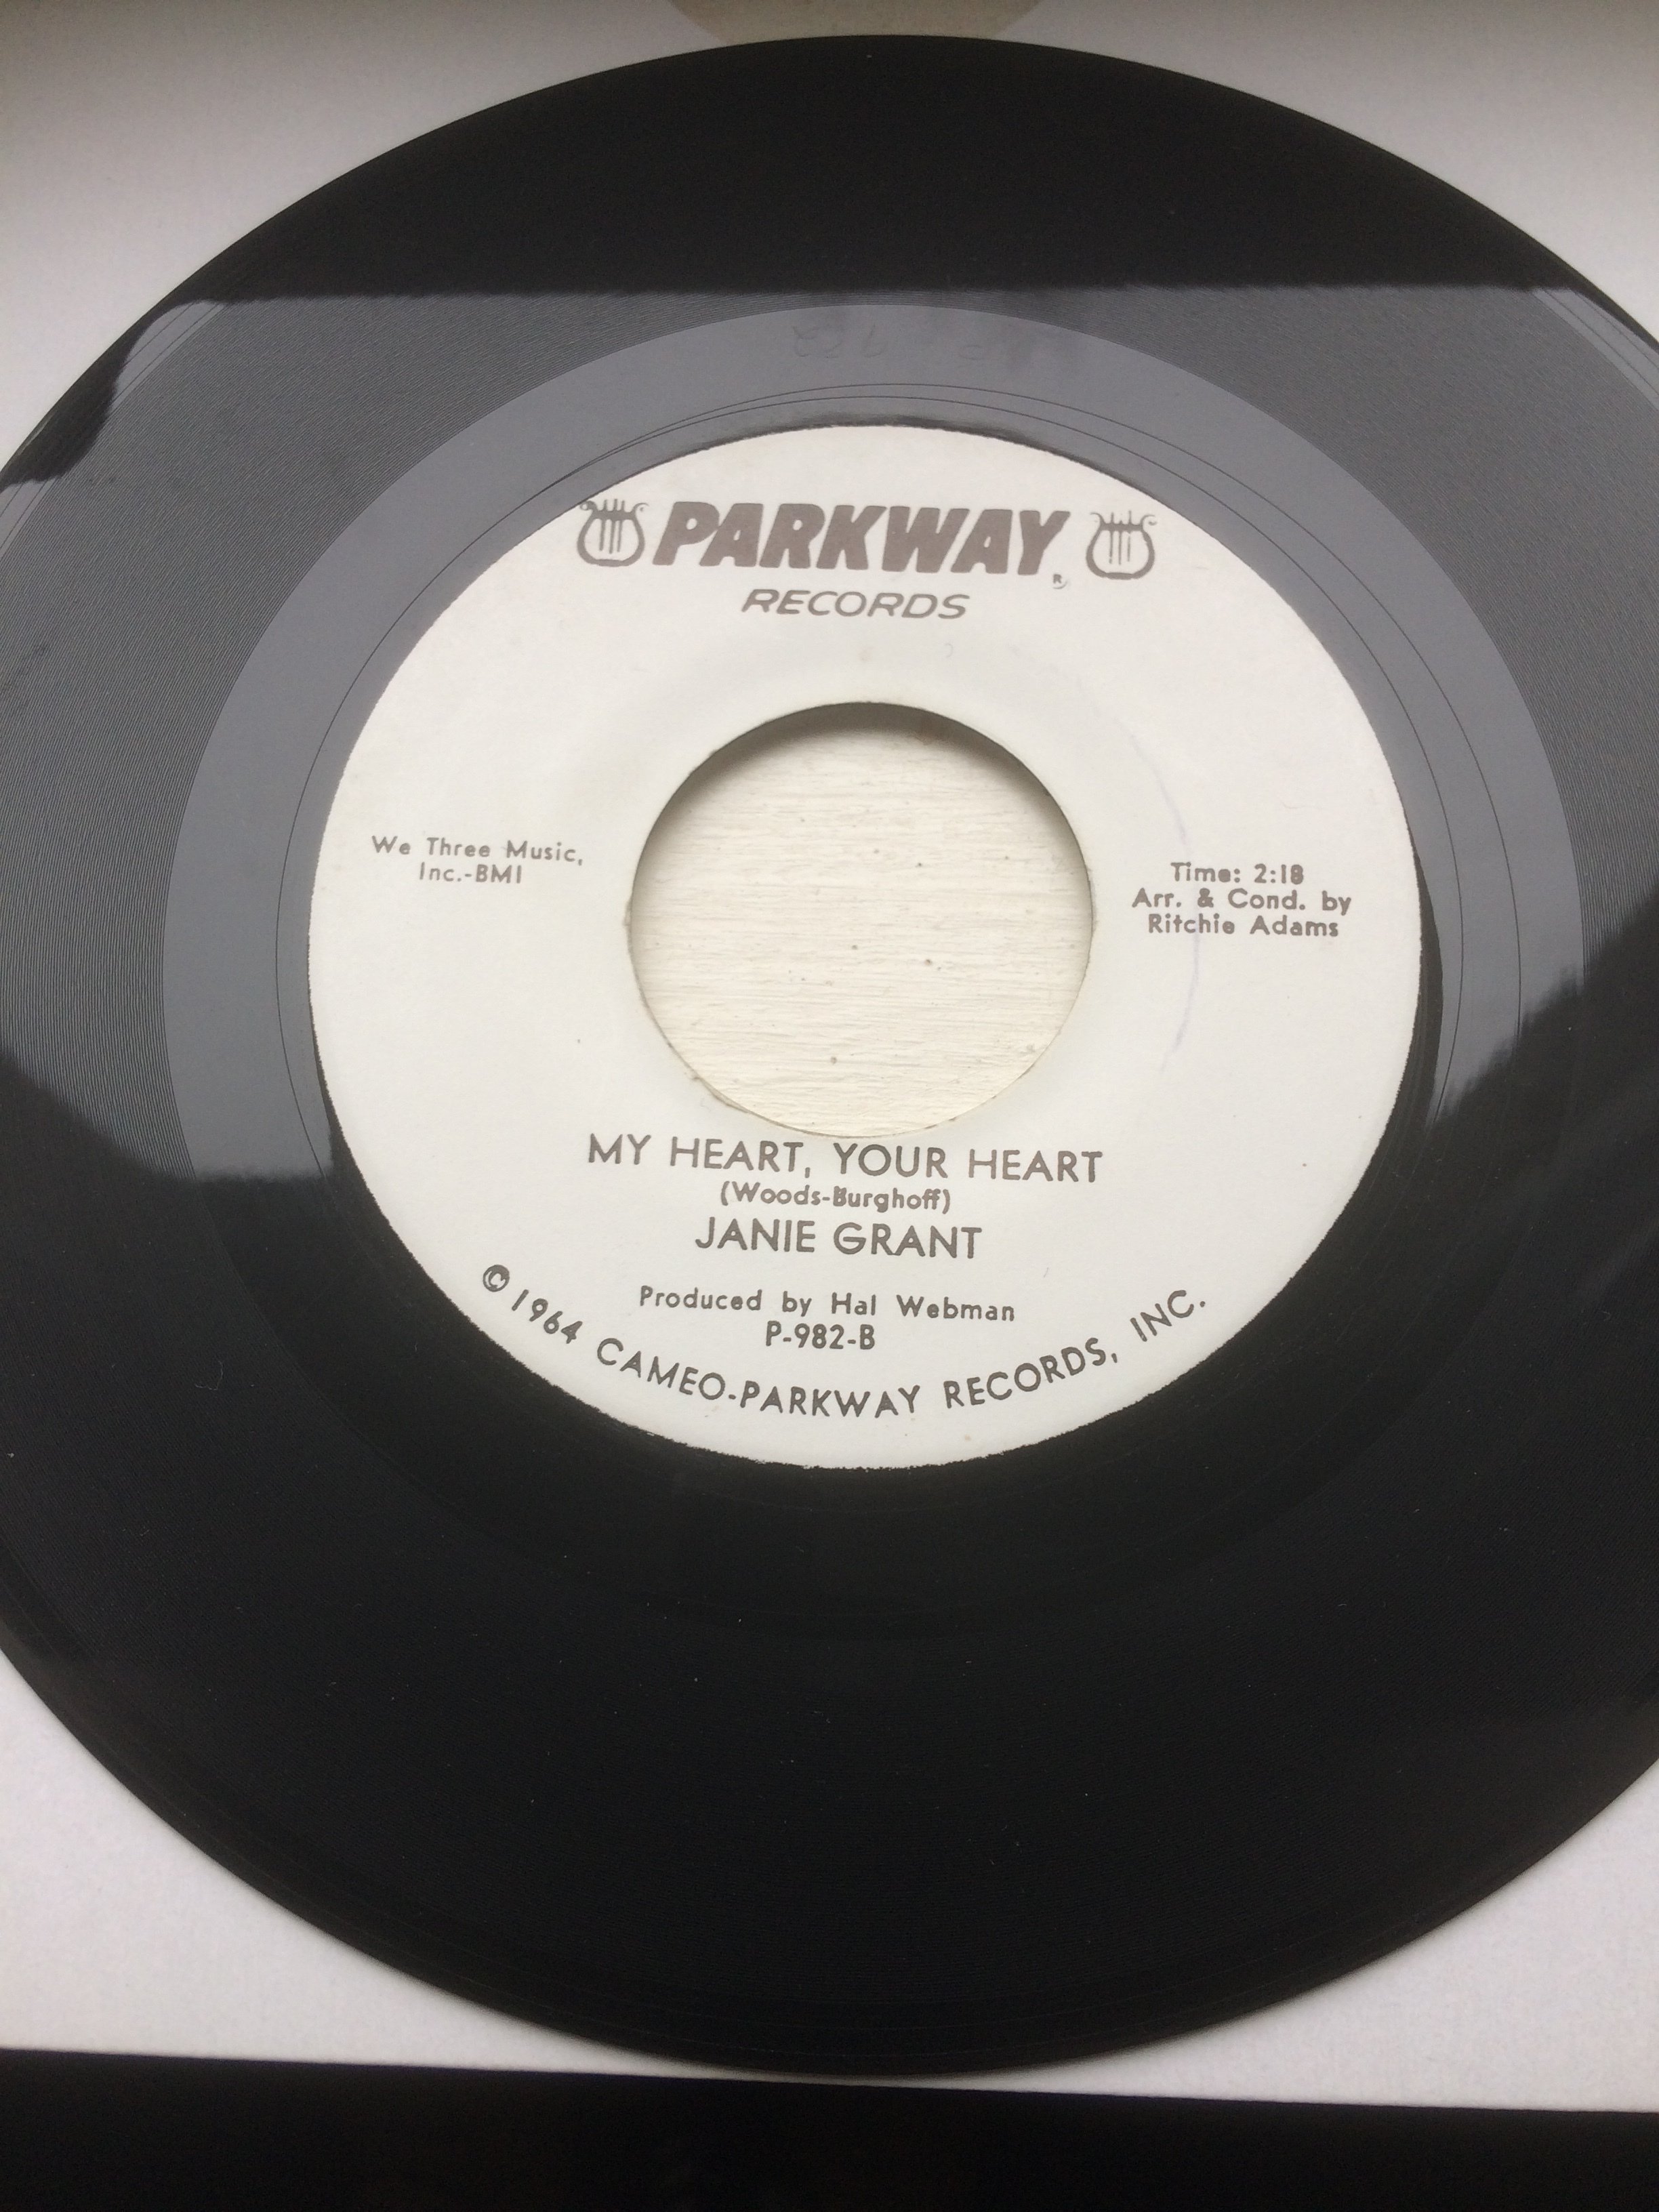 PARKWAY®
RECORDS
We Three Music,
Inc.-BMI
Time: 2:18
Arr. & Cond. by
Ritchie Adams
MY HEART, YOUR HEART
(Woods-Burghoff)
JANIE GRANT
Produced by Hal Webman
P-982-B
© 1964 CAMEO-PARKWAY RECORDS, INC.